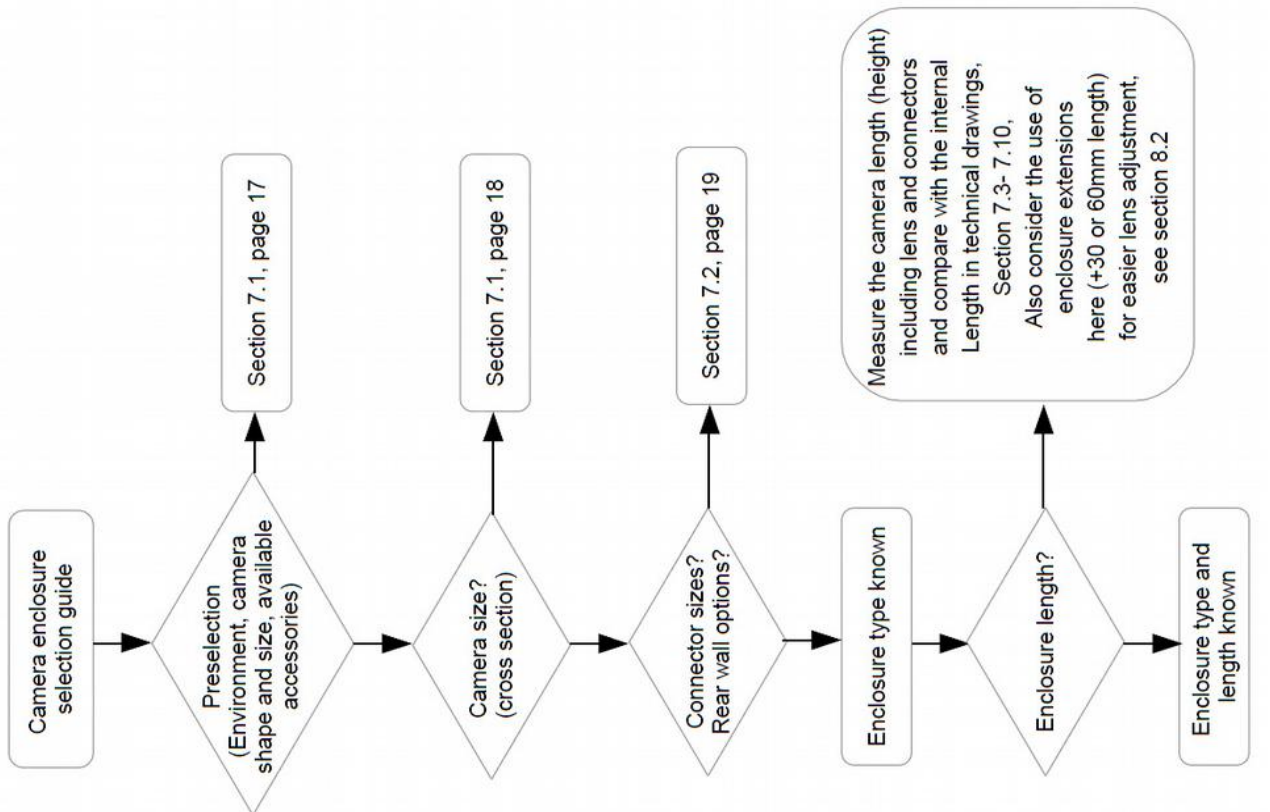 Camera enclosure
selection guide
Preselection
(Environment, camera
shape and size, available
accessories)
Section 7.1, page 17
Camera size?
(cross section)
Section 7.1, page 18
Connector sizes?
Rear wall options?
Section 7.2, page 19
Enclosure type known
Enclosure length?
Measure the camera length (height)
including lens and connectors
and compare with the internal
Length in technical drawings,
Section 7.3- 7.10,
Also consider the use of
enclosure extensions
here (+30 or 60mm length)
for easier lens adjustment,
see section 8.2
Enclosure type and
length known